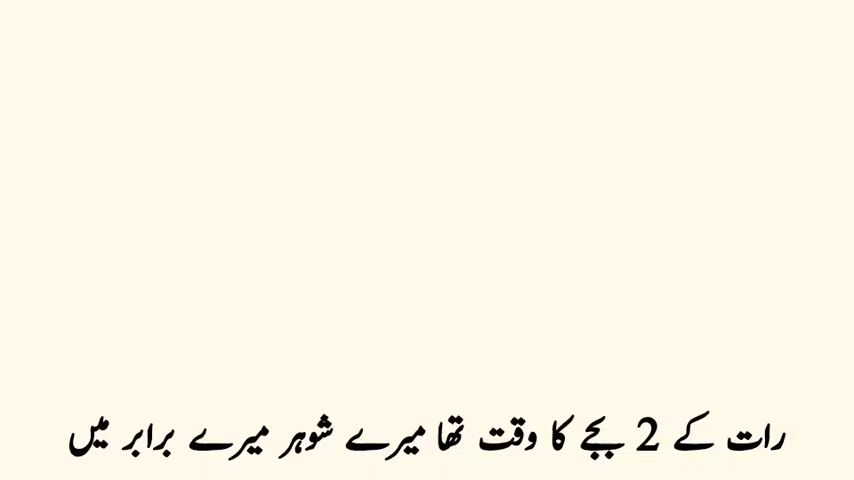 رات کے 2 بجے کا وقت تھا میرے شوہر میرے برابر میں